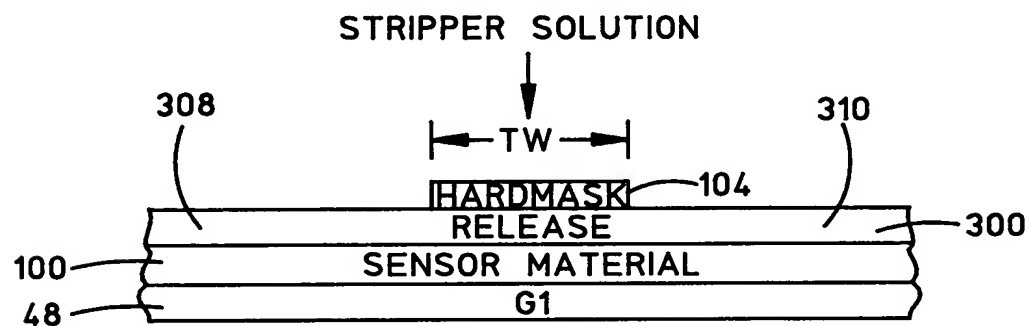 STRIPPER SOLUTION
308
310
TW
HARDMASK
104
RELEASE
300
100
SENSOR MATERIAL
48
G1